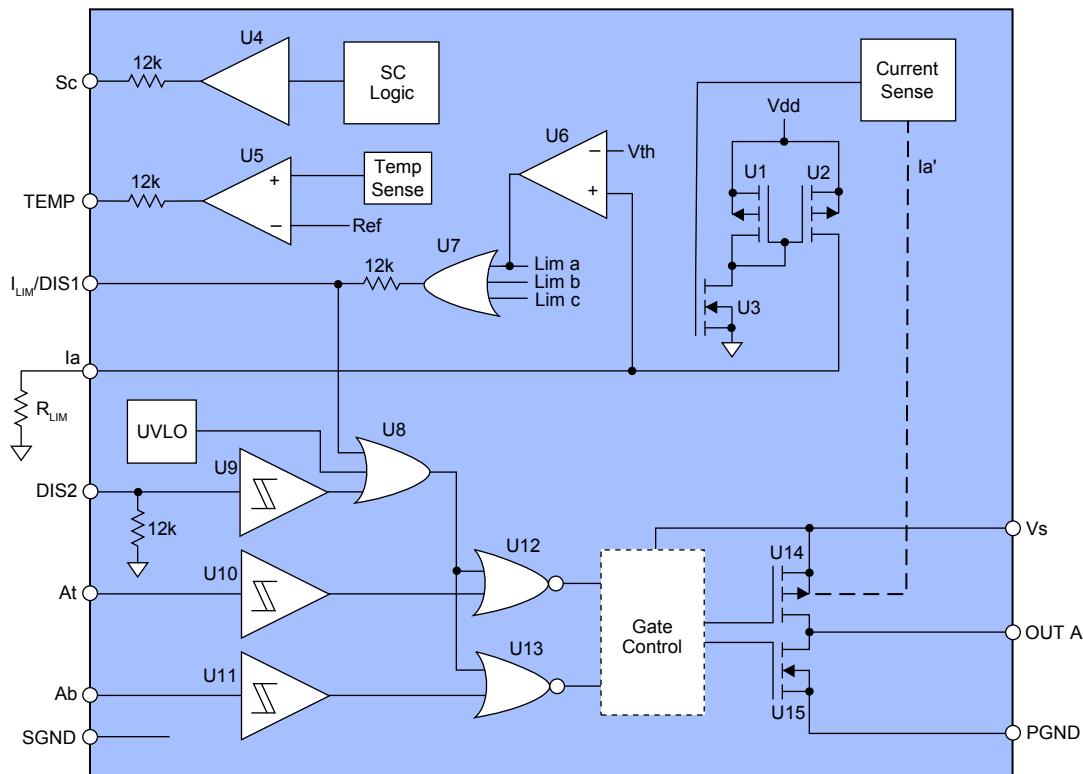 U4
12k
Sc
SC
Logic
Current
Sense
Vdd
U6
Vth
U5
Temp
Sense
12k
TEMP
Ref
U1
U2
Ia'
U7
12k
Lim a
Lim b
Lim c
I_LIM/DIS1
U3
Ia
R_LIM
UVLO
U8
U9
DIS2
12k
Vs
U12
U14
U10
At
Gate
Control
OUT A
U13
U11
Ab
U15
SGND
PGND